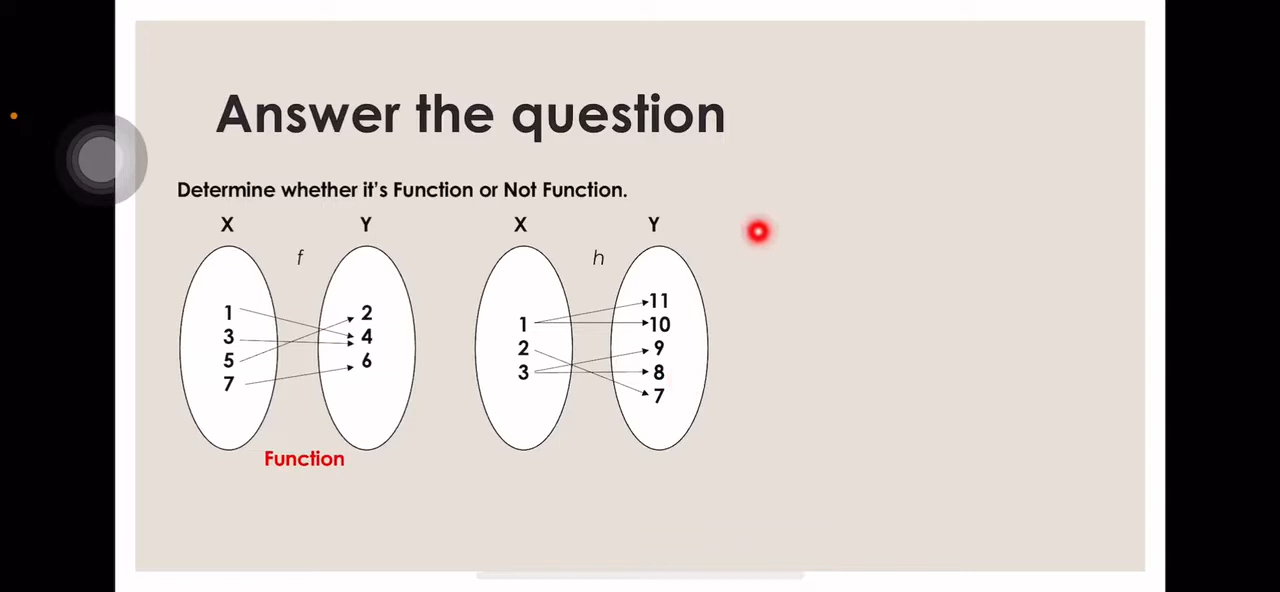 Answer the question
Determine whether it's Function or Not Function.
X Y X Y
f h
1 2 1 11
3 4 2 10
5 6 3 9
7 8
7
Function